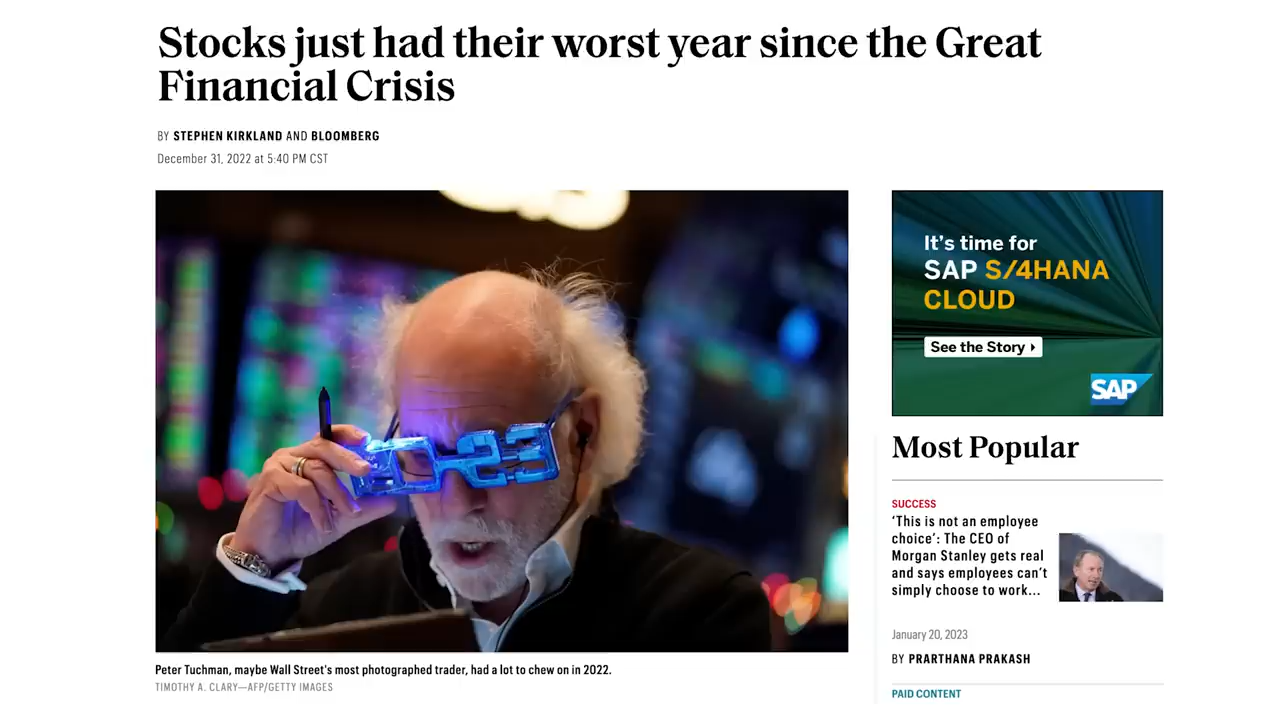 Stocks just had their worst year since the Great
Financial Crisis
BY STEPHEN KIRKLAND AND BLOOMBERG
December 31, 2022 at 5:40 PM CST
23
Peter Tuchman, maybe Wall Street's most photographed trader, had a lot to chew on in 2022.
TIMOTHY A. CLARY—AFP/GETTY IMAGES
It's time for
SAP S/4HANA
CLOUD
See the Story
SAP
Most Popular
SUCCESS
‘This is not an employee
choice’: The CEO of
Morgan Stanley gets real
and says employees can’t
simply choose to work...
January 20, 2023
BY PRARTHANA PRAKASH
PAID CONTENT